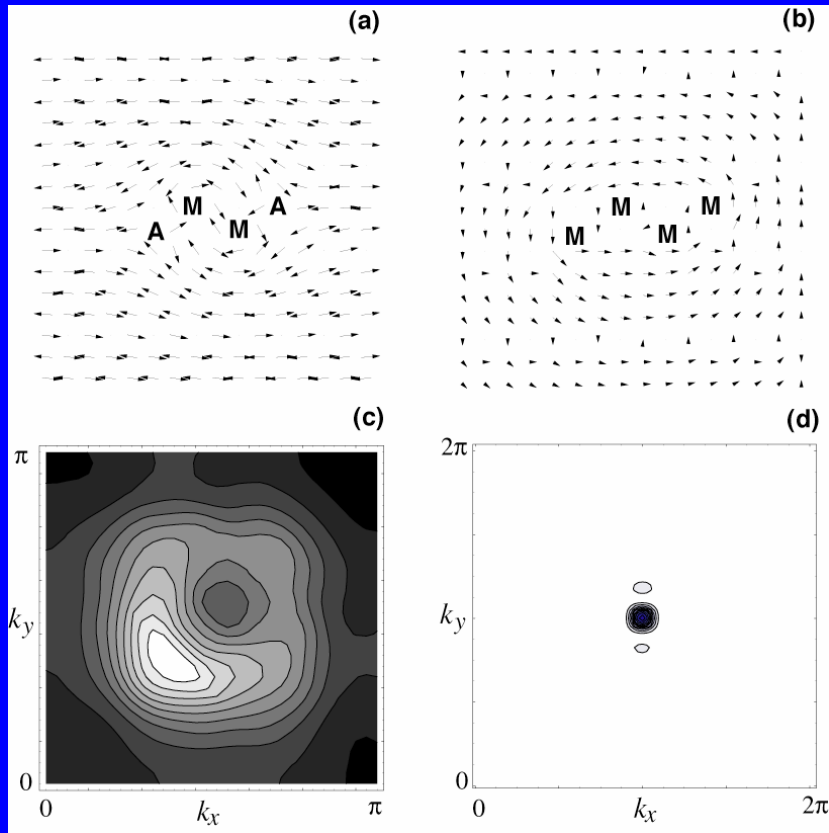 (a)
(b)
M A
A M
M M
M M
(c)
(d)
π
k_y
0
0 k_x π
2π
k_y
0
0 k_x 2π